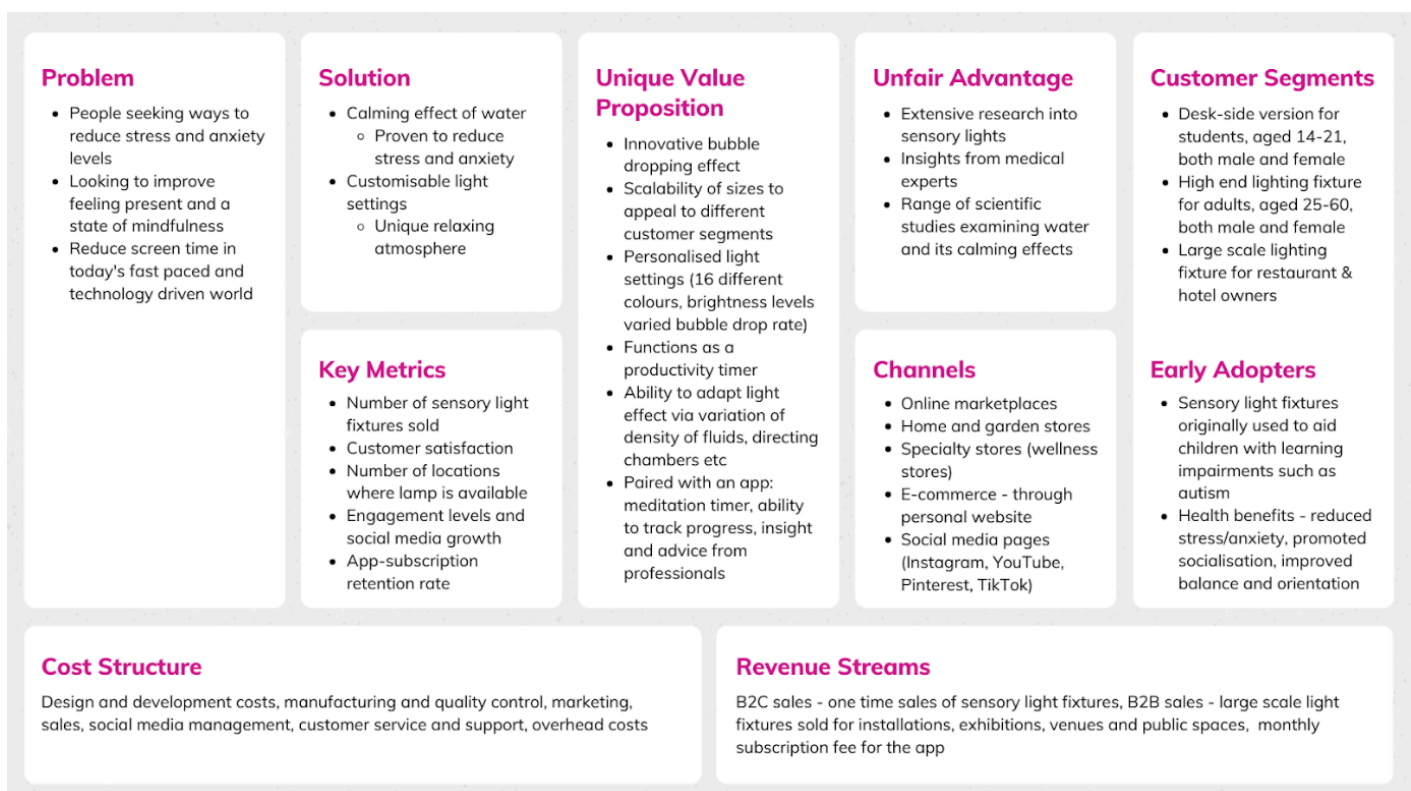 Problem
• People seeking ways to
reduce stress and anxiety
levels
• Looking to improve
feeling present and a
state of mindfulness
• Reduce screen time in
today's fast paced and
technology driven world
Solution
• Calming effect of water
○ Proven to reduce
stress and anxiety
• Customisable light
settings
○ Unique relaxing
atmosphere
Key Metrics
• Number of sensory light
fixtures sold
• Customer satisfaction
• Number of locations
where lamp is available
• Engagement levels and
social media growth
• App-subscription
retention rate
Unique Value
Proposition
• Innovative bubble
dropping effect
• Scalability of sizes to
appeal to different
customer segments
• Personalised light
settings (16 different
colours, brightness levels
varied bubble drop rate)
• Functions as a
productivity timer
• Ability to adapt light
effect via variation of
density of fluids, directing
chambers etc
• Paired with an app:
meditation timer, ability
to track progress, insight
and advice from
professionals
Unfair Advantage
• Extensive research into
sensory lights
• Insights from medical
experts
• Range of scientific
studies examining water
and its calming effects
Channels
• Online marketplaces
• Home and garden stores
• Specialty stores (wellness
stores)
• E-commerce - through
personal website
• Social media pages
(Instagram, YouTube,
Pinterest, TikTok)
Customer Segments
• Desk-side version for
students, aged 14-21,
both male and female
• High end lighting fixture
for adults, aged 25-60,
both male and female
• Large scale lighting
fixture for restaurant &
hotel owners
Early Adopters
• Sensory light fixtures
originally used to aid
children with learning
impairments such as
autism
• Health benefits - reduced
stress/anxiety, promoted
socialisation, improved
balance and orientation
Cost Structure
Design and development costs, manufacturing and quality control, marketing,
sales, social media management, customer service and support, overhead costs
Revenue Streams
B2C sales - one time sales of sensory light fixtures, B2B sales - large scale light
fixtures sold for installations, exhibitions, venues and public spaces, monthly
subscription fee for the app